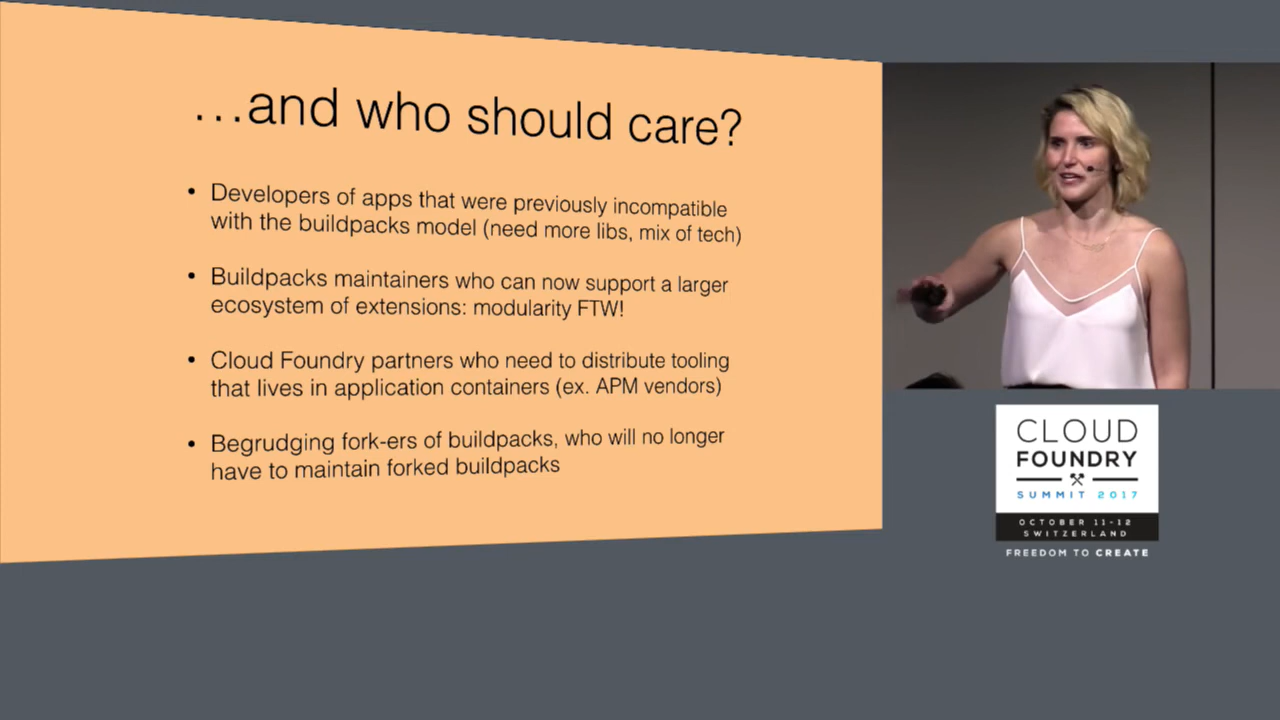 ...and who should care?
• Developers of apps that were previously incompatible
with the buildpacks model (need more libs, mix of tech)
• Buildpacks maintainers who can now support a larger
ecosystem of extensions: modularity FTW!
• Cloud Foundry partners who need to distribute tooling
that lives in application containers (ex. APM vendors)
• Begrudging fork-ers of buildpacks, who will no longer
have to maintain forked buildpacks
CLOUD
FOUNDRY
SUMMIT 2017
OCTOBER 11-12
SWITZERLAND
FREEDOM TO CREATE